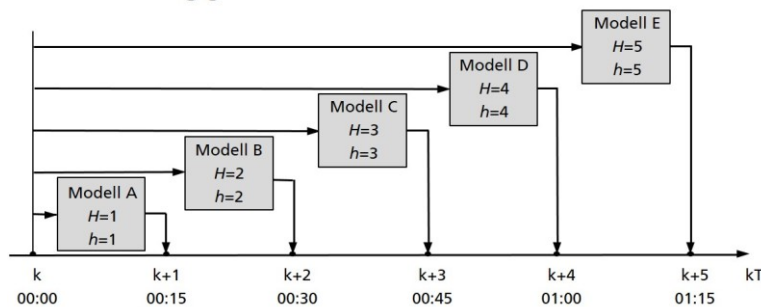 Modell E
H=5
h=5
Modell D
H=4
h=4
Modell C
H=3
h=3
Modell B
H=2
h=2
Modell A
H=1
h=1
k k+1 k+2 k+3 k+4 k+5 kT
00:00 00:15 00:30 00:45 01:00 01:15